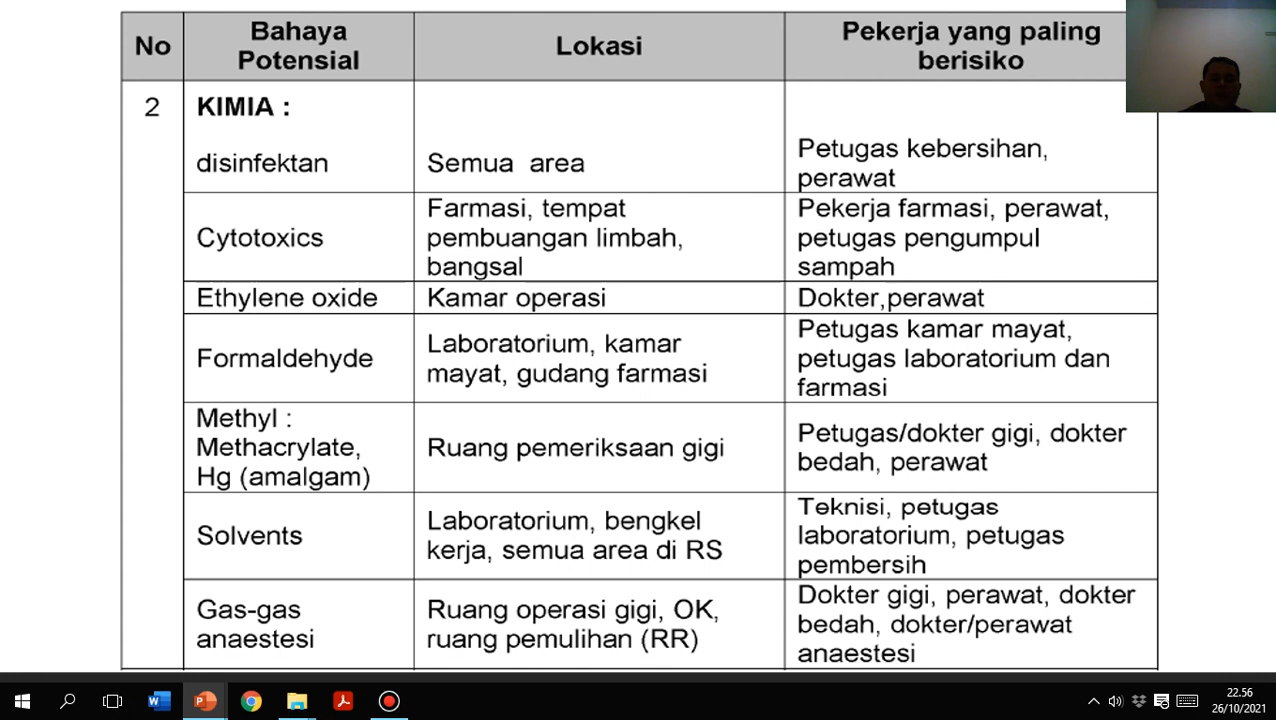 No
Bahaya
Potensial
Lokasi
Pekerja yang paling
berisiko
2
KIMIA :
disinfektan
Semua area
Petugas kebersihan,
perawat
Cytotoxics
Farmasi, tempat
pembuangan limbah,
bangsal
Pekerja farmasi, perawat,
petugas pengumpul
sampah
Ethylene oxide
Kamar operasi
Dokter,perawat
Formaldehyde
Laboratorium, kamar
mayat, gudang farmasi
Petugas kamar mayat,
petugas laboratorium dan
farmasi
Methyl :
Methacrylate,
Hg (amalgam)
Ruang pemeriksaan gigi
Petugas/dokter gigi, dokter
bedah, perawat
Solvents
Laboratorium, bengkel
kerja, semua area di RS
Teknisi, petugas
laboratorium, petugas
pembersih
Gas-gas
anaestesi
Ruang operasi gigi, OK,
ruang pemulihan (RR)
Dokter gigi, perawat, dokter
bedah, dokter/perawat
anaestesi
22.56
26/10/2021